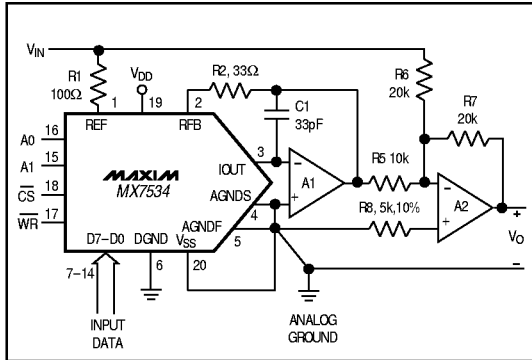 VIN
R1
100Ω
1
VDD
19
2
R2, 33Ω
R6
20k
R7
20k
C1
33pF
REF
RFB
A0
16
A1
15
CS
18
WR
17
MAXIM
MX7534
IOUT
3
AGNDS
4
AGNDF
5
D7–D0
DGND
VSS
7–14
6
20
INPUT
DATA
A1
R5 10k
R8, 5k,10%
A2
ANALOG
GROUND
VO